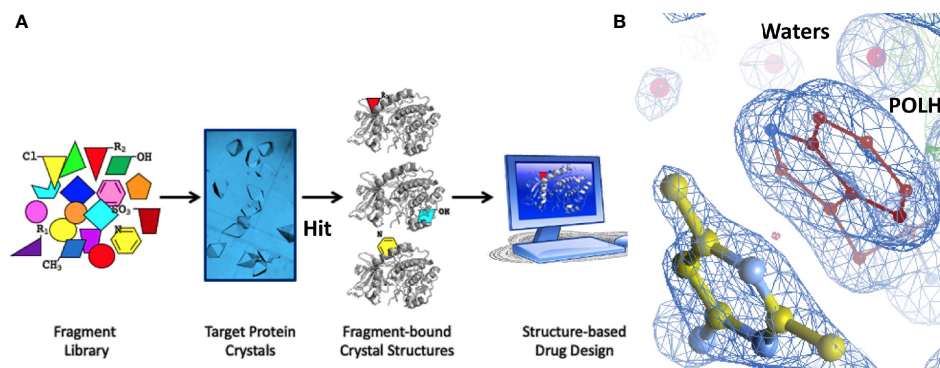 A
Cl
R₂
OH
SO₃
R₁
N
CH₃
Hit
R₂
OH
N
Fragment
Library
Target Protein
Crystals
Fragment-bound
Crystal Structures
Structure-based
Drug Design
B
Waters
POLH